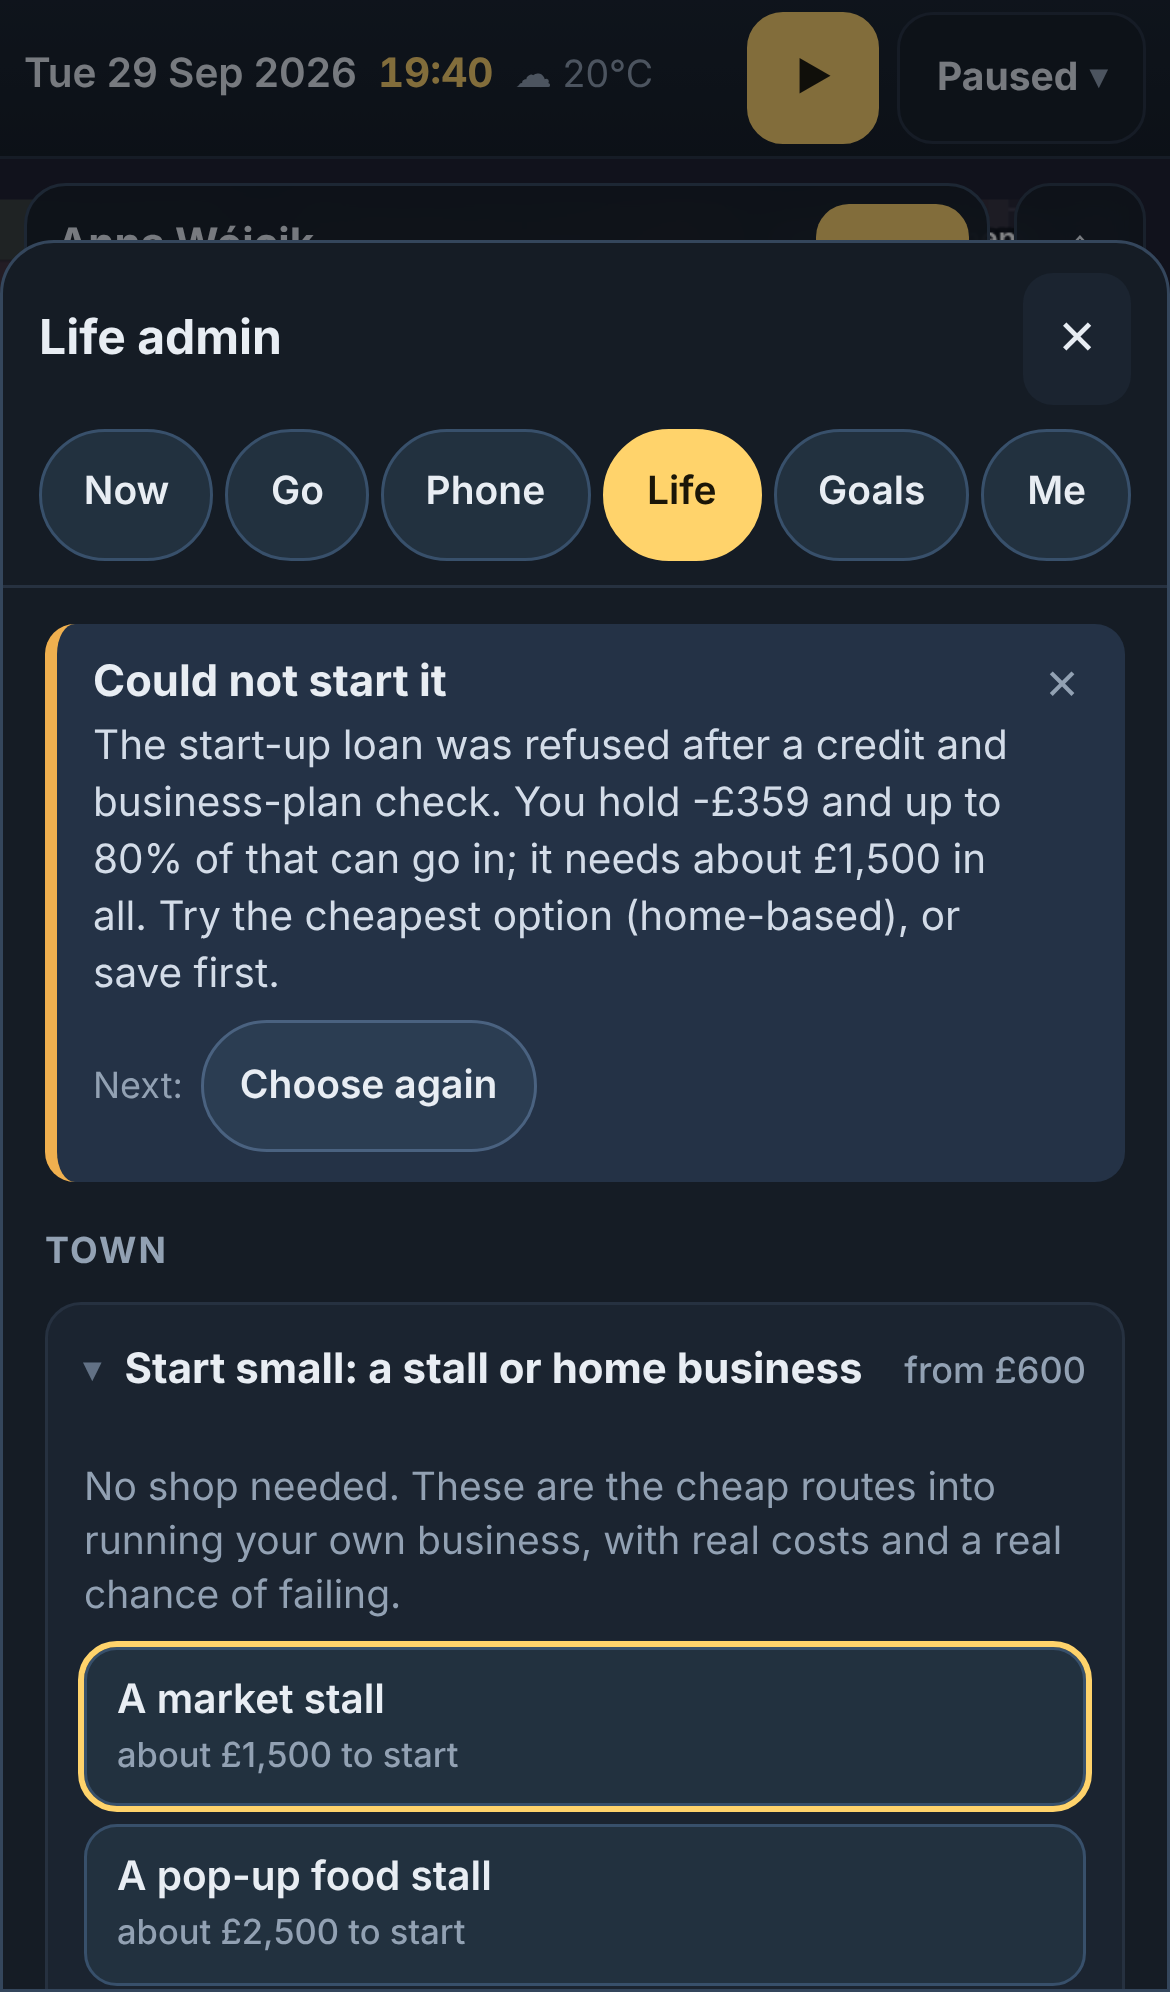 Tue 29 Sep 2026 19:40 20°C
Paused
Anna Wójcik
Life admin
Now Go Phone Life Goals Me
Could not start it
The start-up loan was refused after a credit and
business-plan check. You hold -£359 and up to
80% of that can go in; it needs about £1,500 in
all. Try the cheapest option (home-based), or
save first.
Next: Choose again
TOWN
Start small: a stall or home business from £600
No shop needed. These are the cheap routes into
running your own business, with real costs and a real
chance of failing.
A market stall
about £1,500 to start
A pop-up food stall
about £2,500 to start